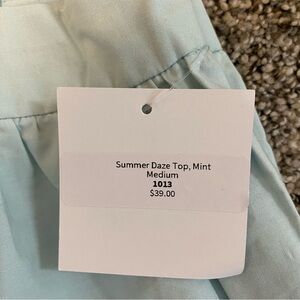 Summer Daze Top, Mint
Medium
1013
$39.00